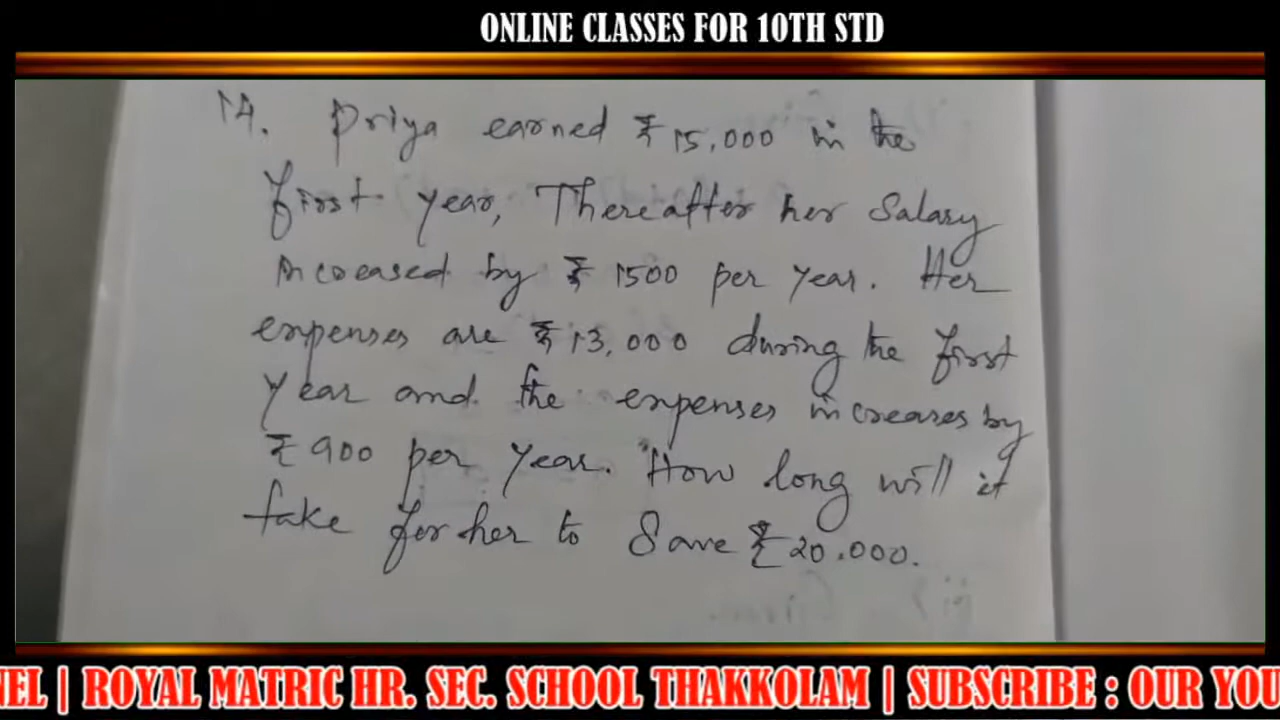 ONLINE CLASSES FOR 10TH STD
14. Priya earned ₹15,000 in the
first year, Thereafter her Salary
increased by ₹ 1500 per year. Her
expenses are ₹13,000 during the first
year and the expenses increases by
₹900 per year. How long will it
take for her to Save ₹20.000.
NEL | ROYAL MATRIC HR. SEC. SCHOOL THAKKOLAM | SUBSCRIBE : OUR YOU